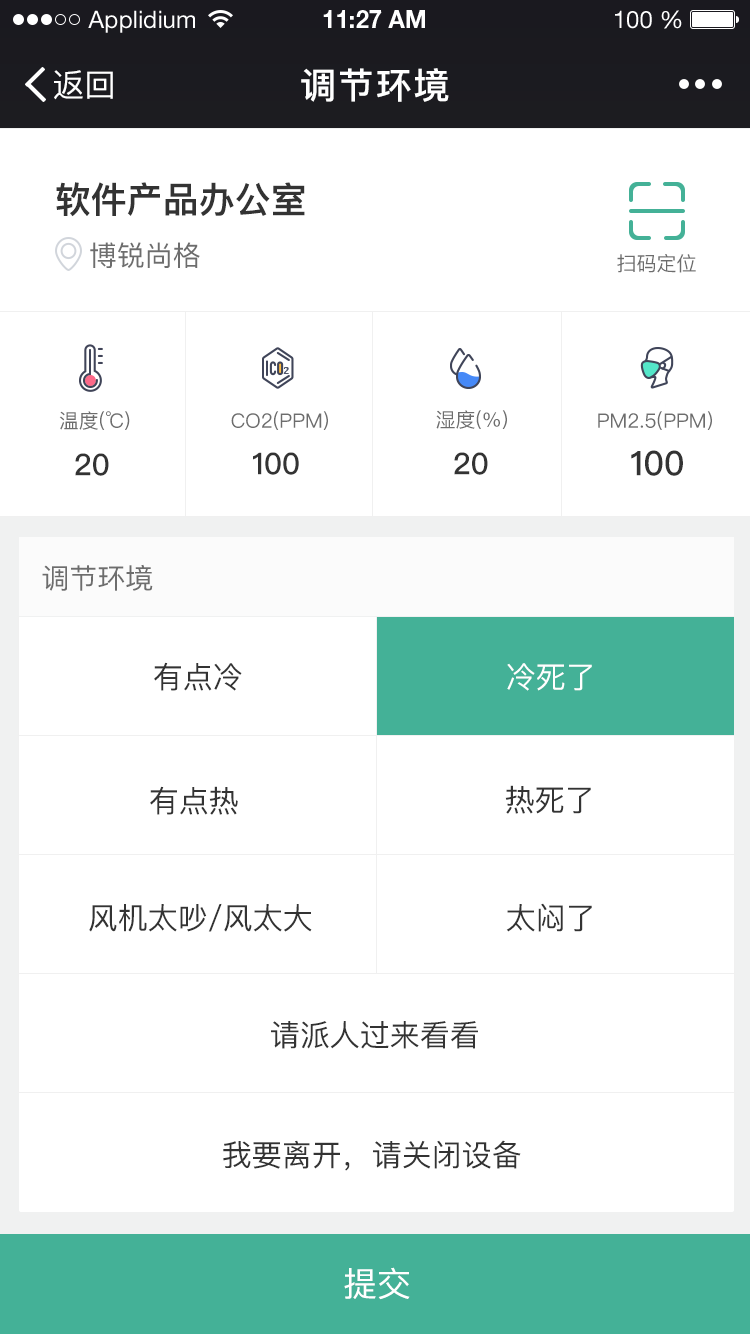 Applidium 11:27 AM 100 %
返回 调节环境
软件产品办公室
博锐尚格
扫码定位
CO₂
温度(℃) CO2(PPM) 湿度(%) PM2.5(PPM)
20 100 20 100
调节环境
有点冷 冷死了
有点热 热死了
风机太吵/风太大 太闷了
请派人过来看看
我要离开，请关闭设备
提交